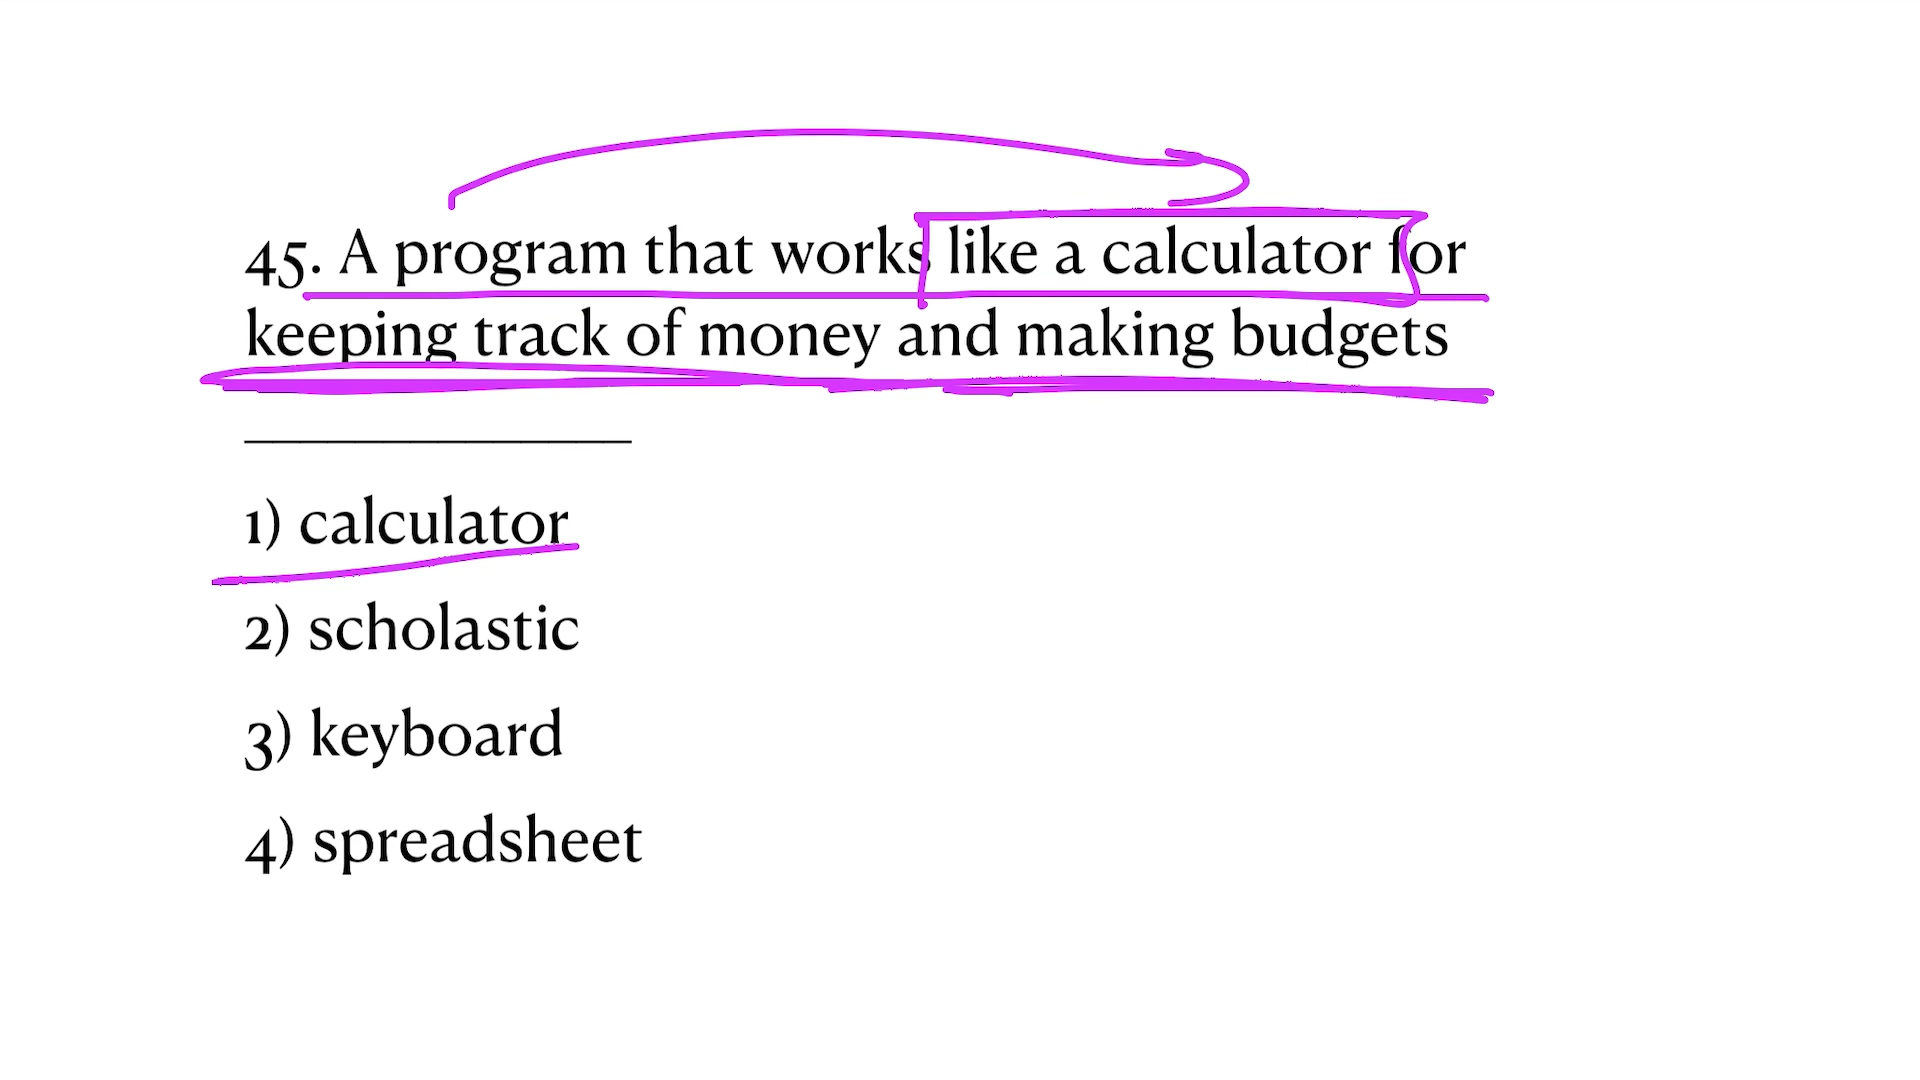 45. A program that works like a calculator for
keeping track of money and making budgets
______________
1) calculator
2) scholastic
3) keyboard
4) spreadsheet